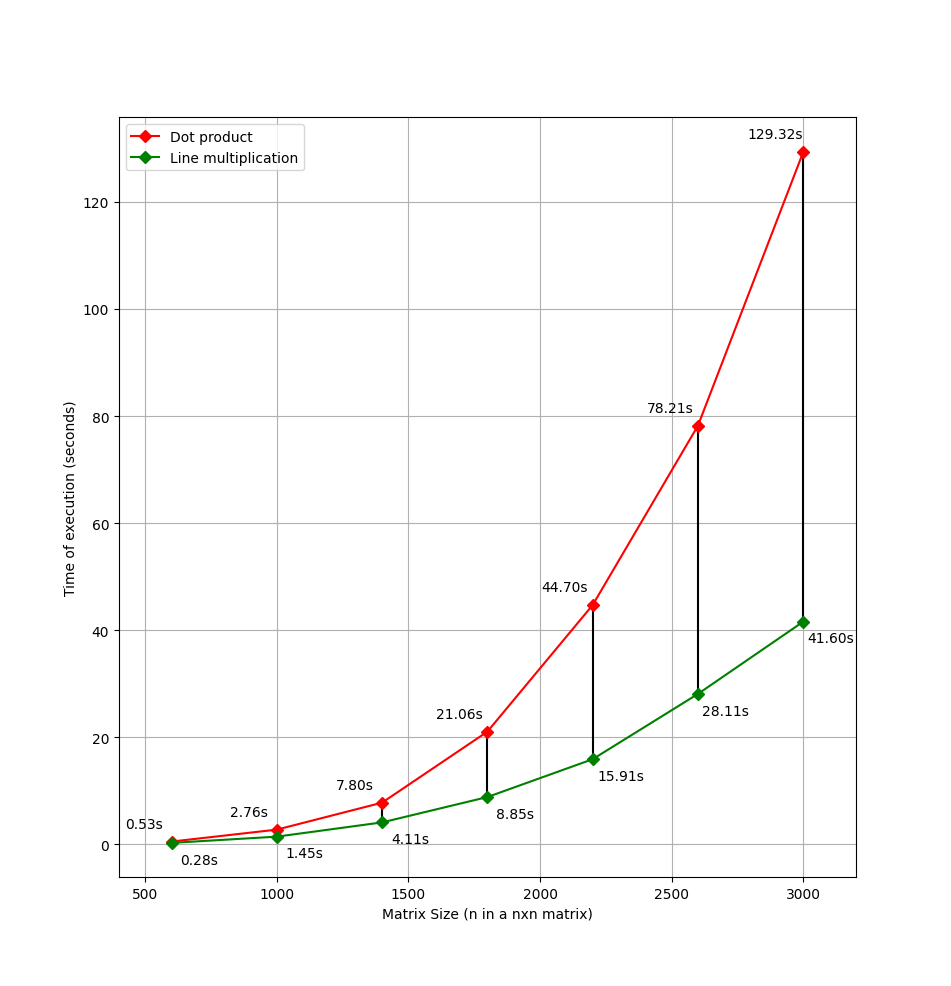 Dot product
Line multiplication
129.32s
120
100
80
60
40
20
0
Time of execution (seconds)
78.21s
44.70s
41.60s
21.06s
28.11s
7.80s
15.91s
2.76s
8.85s
0.53s
4.11s
1.45s
0.28s
500
1000
1500
2000
2500
3000
Matrix Size (n in a nxn matrix)